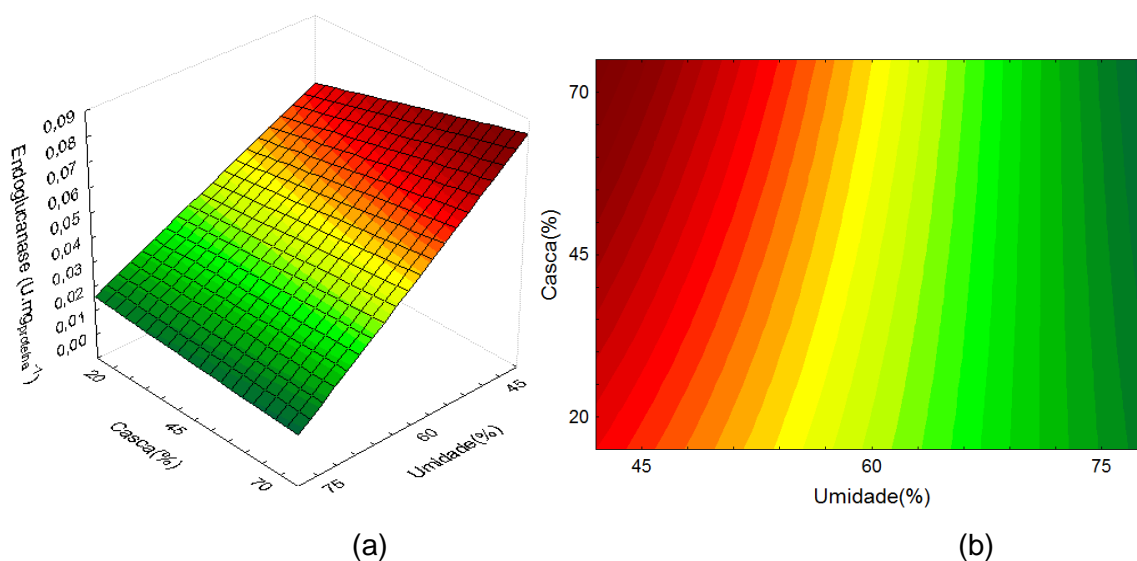 0,09
0,08
0,07
0,06
0,05
0,04
0,03
0,02
0,01
0,00
Endoglucanase (U.mgproteína⁻¹)
20
45
70
Casca(%)
75
60
45
Umidade(%)
(a)
70
45
20
Casca(%)
45 60 75
Umidade(%)
(b)